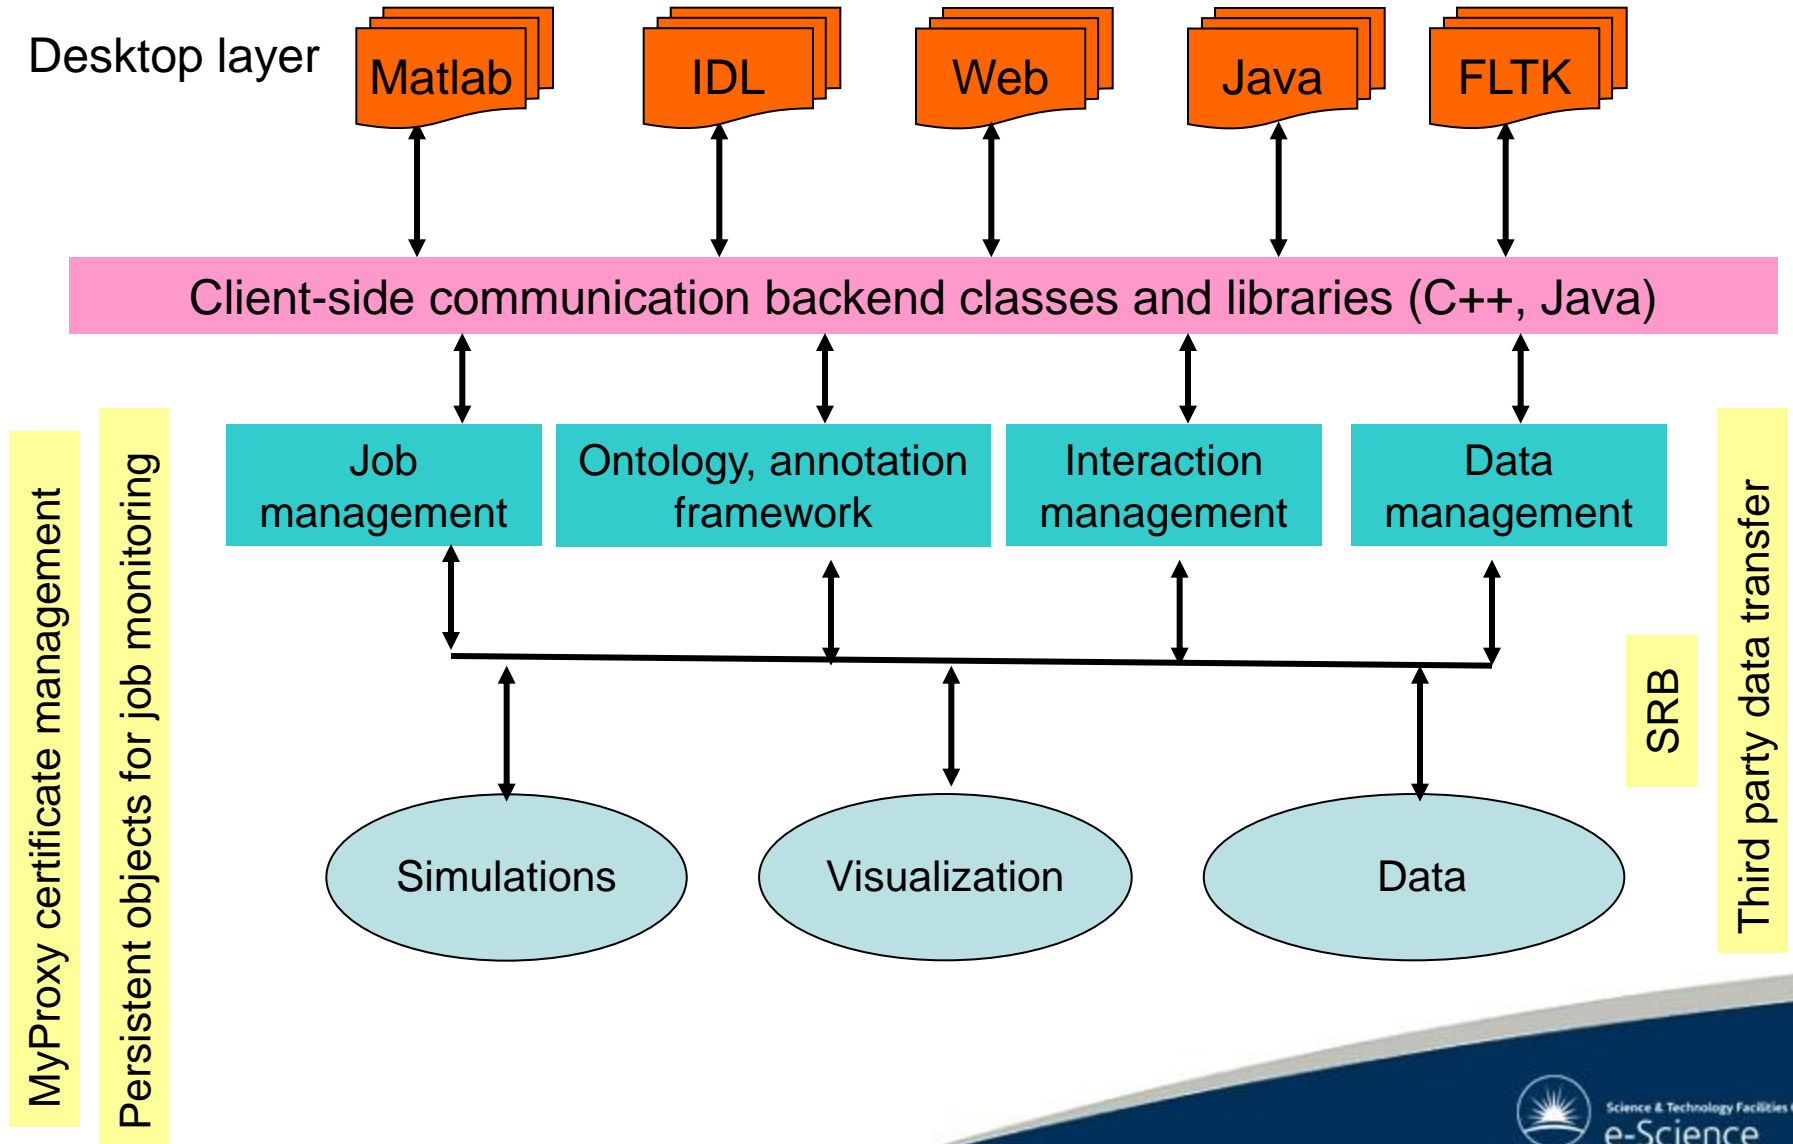 Desktop layer
Matlab
IDL
Web
Java
FLTK
Client-side communication backend classes and libraries (C++, Java)
Job
management
Ontology, annotation
framework
Interaction
management
Data
management
MyProxy certificate management
Persistent objects for job monitoring
SRB
Third party data transfer
Simulations
Visualization
Data
Science & Technology Facilities
e-Science